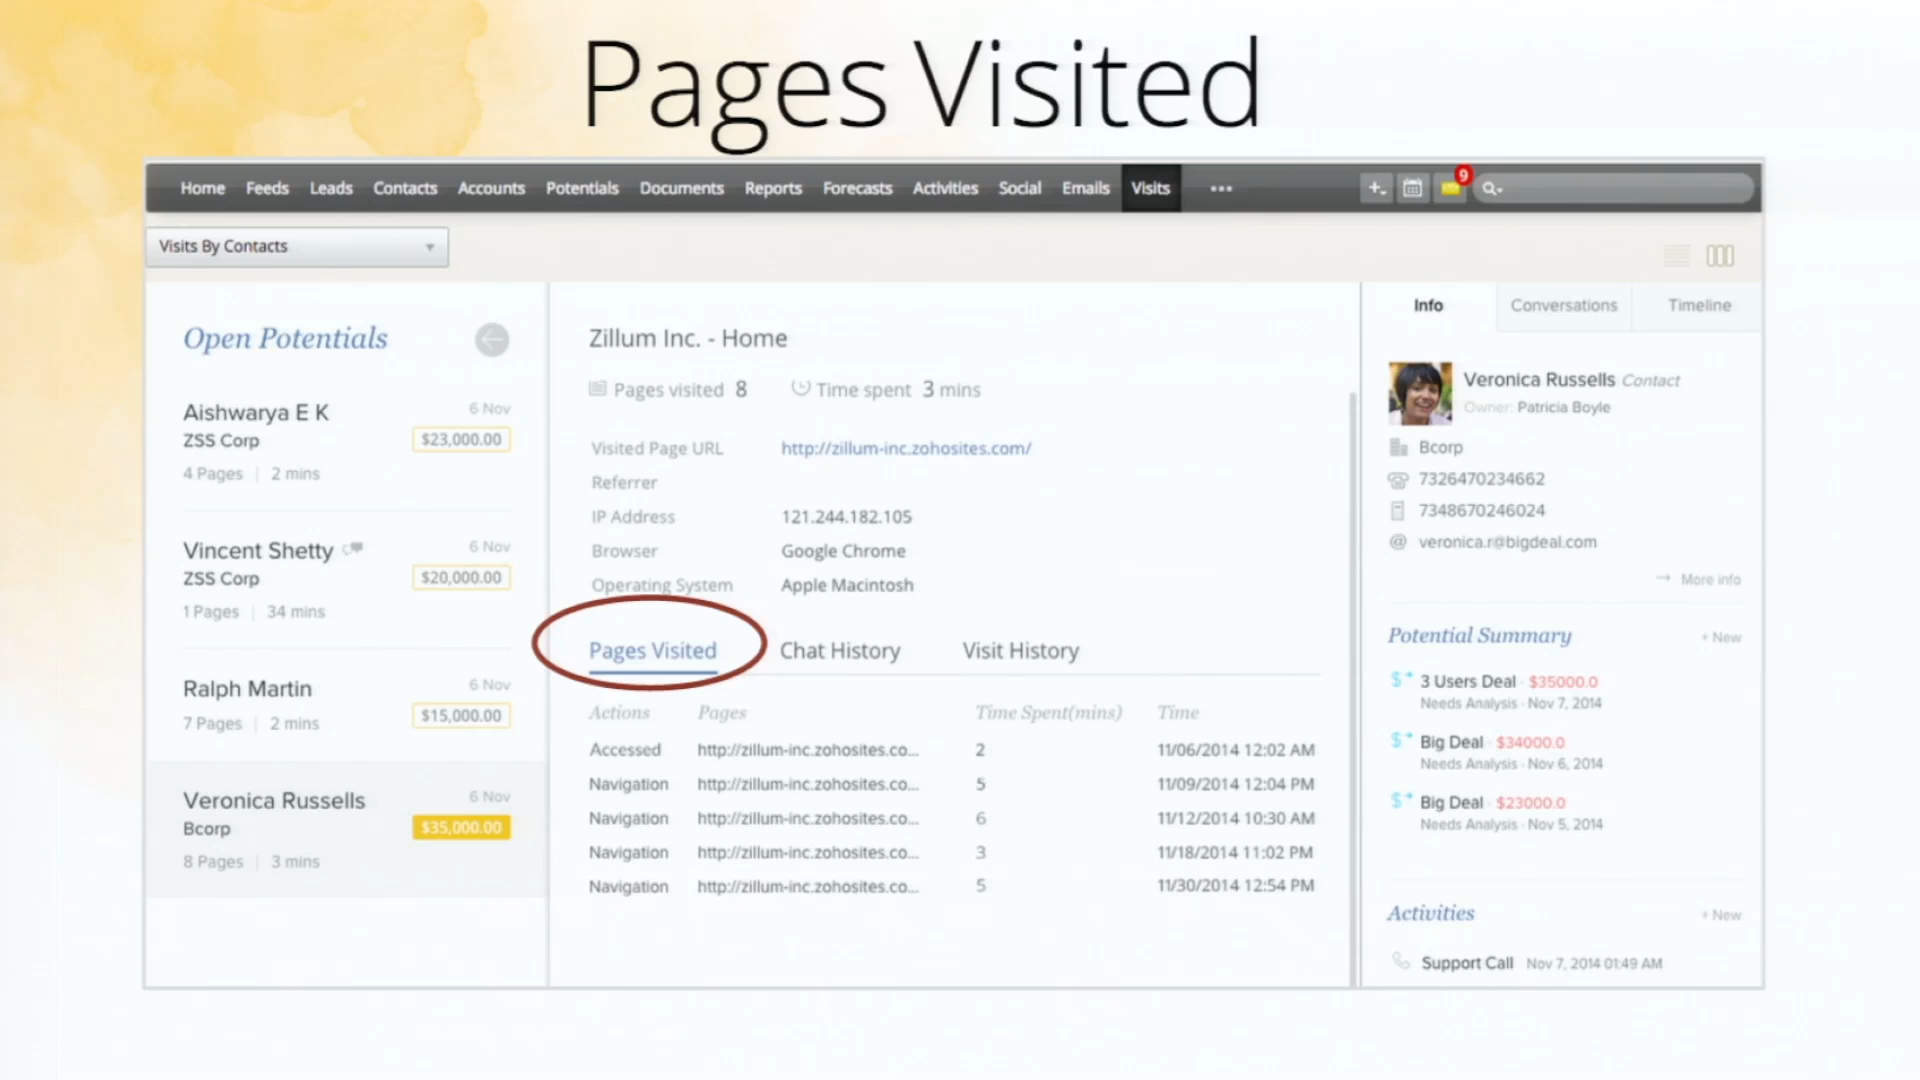 Pages Visited
Home Feeds Leads Contacts Accounts Potentials Documents Reports Forecasts Activities Social Emails Visits ••• 9
Visits By Contacts
Open Potentials
Aishwarya E K 6 Nov
ZSS Corp $23,000.00
4 Pages | 2 mins
Vincent Shetty 6 Nov
ZSS Corp $20,000.00
1 Pages | 34 mins
Ralph Martin 6 Nov
7 Pages | 2 mins $15,000.00
Veronica Russells 6 Nov
Bcorp $35,000.00
8 Pages | 3 mins
Zillum Inc. - Home
Pages visited 8 Time spent 3 mins
Visited Page URL http://zillum-inc.zohosites.com/
Referrer
IP Address 121.244.182.105
Browser Google Chrome
Operating System Apple Macintosh
Pages Visited Chat History Visit History
Actions Pages Time Spent(mins) Time
Accessed http://zillum-inc.zohosites.co... 2 11/06/2014 12:02 AM
Navigation http://zillum-inc.zohosites.co... 5 11/09/2014 12:04 PM
Navigation http://zillum-inc.zohosites.co... 6 11/12/2014 10:30 AM
Navigation http://zillum-inc.zohosites.co... 3 11/18/2014 11:02 PM
Navigation http://zillum-inc.zohosites.co... 5 11/30/2014 12:54 PM
Info Conversations Timeline
Veronica Russells Contact
Owner: Patricia Boyle
Bcorp
7326470234662
7348670246024
@ veronica.r@bigdeal.com
→ More info
Potential Summary + New
3 Users Deal · $35000.0
Needs Analysis · Nov 7, 2014
Big Deal · $34000.0
Needs Analysis · Nov 6, 2014
Big Deal · $23000.0
Needs Analysis · Nov 5, 2014
Activities + New
Support Call Nov 7, 2014 01:49 AM